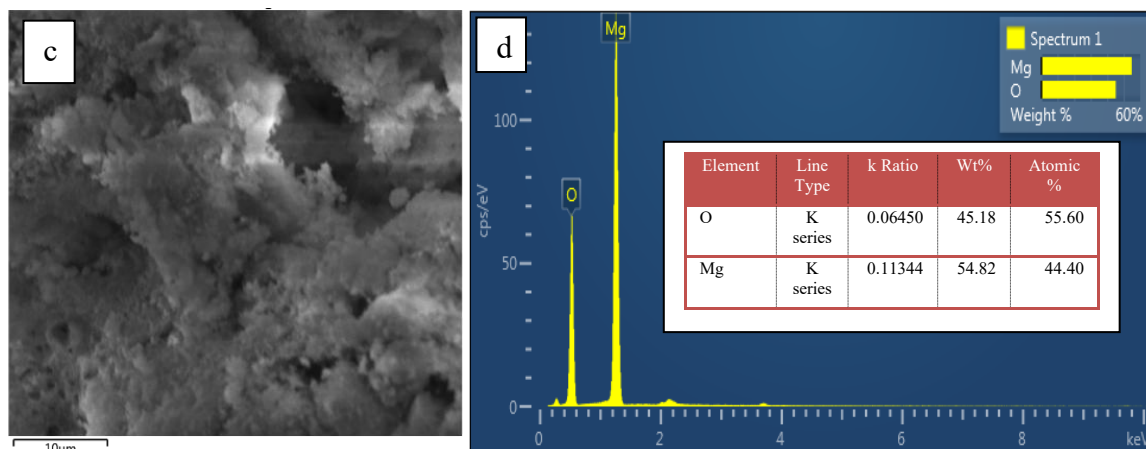 c
10µm
d
Mg
O
cps/eV
100
50
0
0 2 4 6 8 keV
Spectrum 1
Mg
O
Weight % 60%
Element Line Type k Ratio Wt% Atomic %
O K series 0.06450 45.18 55.60
Mg K series 0.11344 54.82 44.40